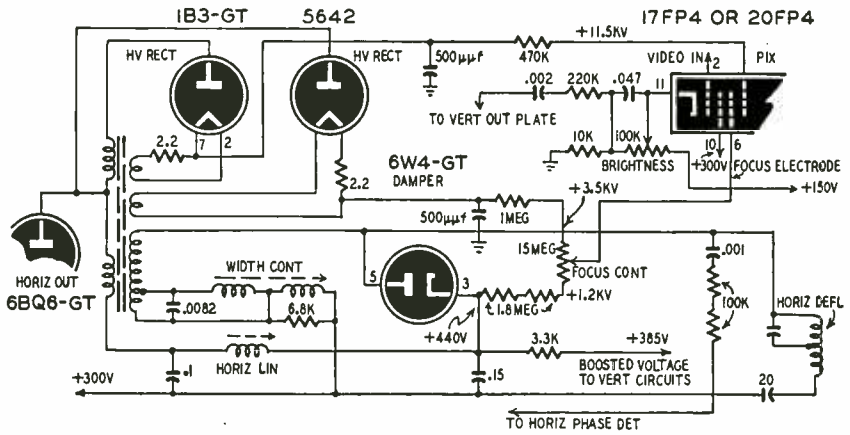 1B3-GT
5642
17FP4 OR 20FP4
HV RECT
HV RECT
+11.5KV
500µµf
470K
VIDEO IN
2
PIX
.002
220K
.047
11
TO VERT OUT PLATE
2.2
7
2
10K
100K
BRIGHTNESS
10
6
+300V
FOCUS ELECTRODE
+150V
6W4-GT
DAMPER
2.2
+3.5KV
500µµf
1MEG
15MEG
FOCUS CONT
.001
HORIZ OUT
6BQ6-GT
WIDTH CONT
5
3
.0082
6.8K
1.8MEG
+1.2KV
100K
HORIZ DEFL
+440V
HORIZ LIN
3.3K
+385V
BOOSTED VOLTAGE
TO VERT CIRCUITS
+300V
.1
.15
20
TO HORIZ PHASE DET